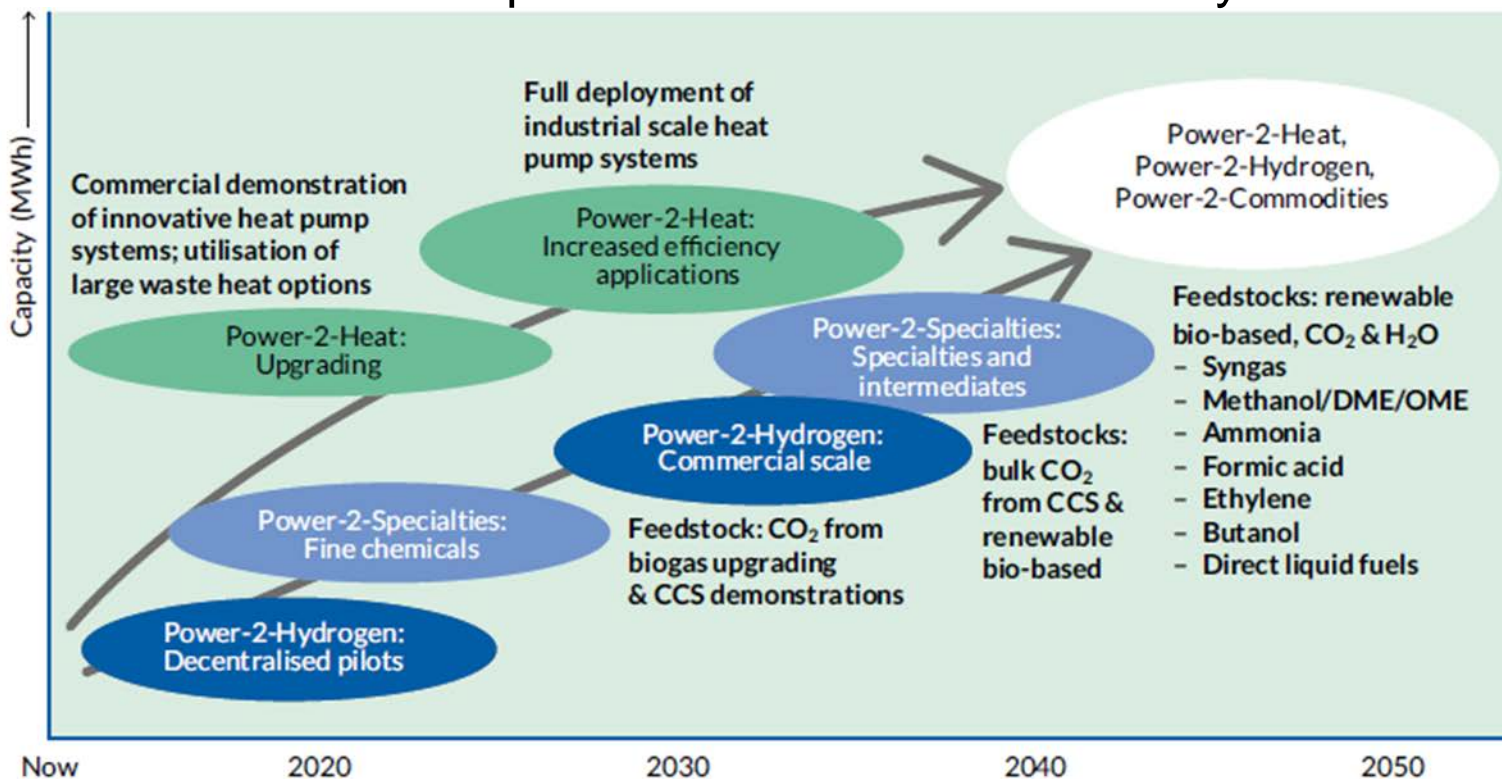 Capacity (MWh)
Commercial demonstration
of innovative heat pump
systems; utilisation of
large waste heat options
Full deployment of
industrial scale heat
pump systems
Power-2-Heat:
Upgrading
Power-2-Heat:
Increased efficiency
applications
Power-2-Heat,
Power-2-Hydrogen,
Power-2-Commodities
Power-2-Specialties:
Fine chemicals
Power-2-Hydrogen:
Decentralised pilots
Power-2-Specialties:
Specialties and
intermediates
Power-2-Hydrogen:
Commercial scale
Feedstock: CO₂ from
biogas upgrading
& CCS demonstrations
Feedstocks:
bulk CO₂
from CCS &
renewable
bio-based
Feedstocks: renewable
bio-based, CO₂ & H₂O
– Syngas
– Methanol/DME/OME
– Ammonia
– Formic acid
– Ethylene
– Butanol
– Direct liquid fuels
Now 2020 2030 2040 2050